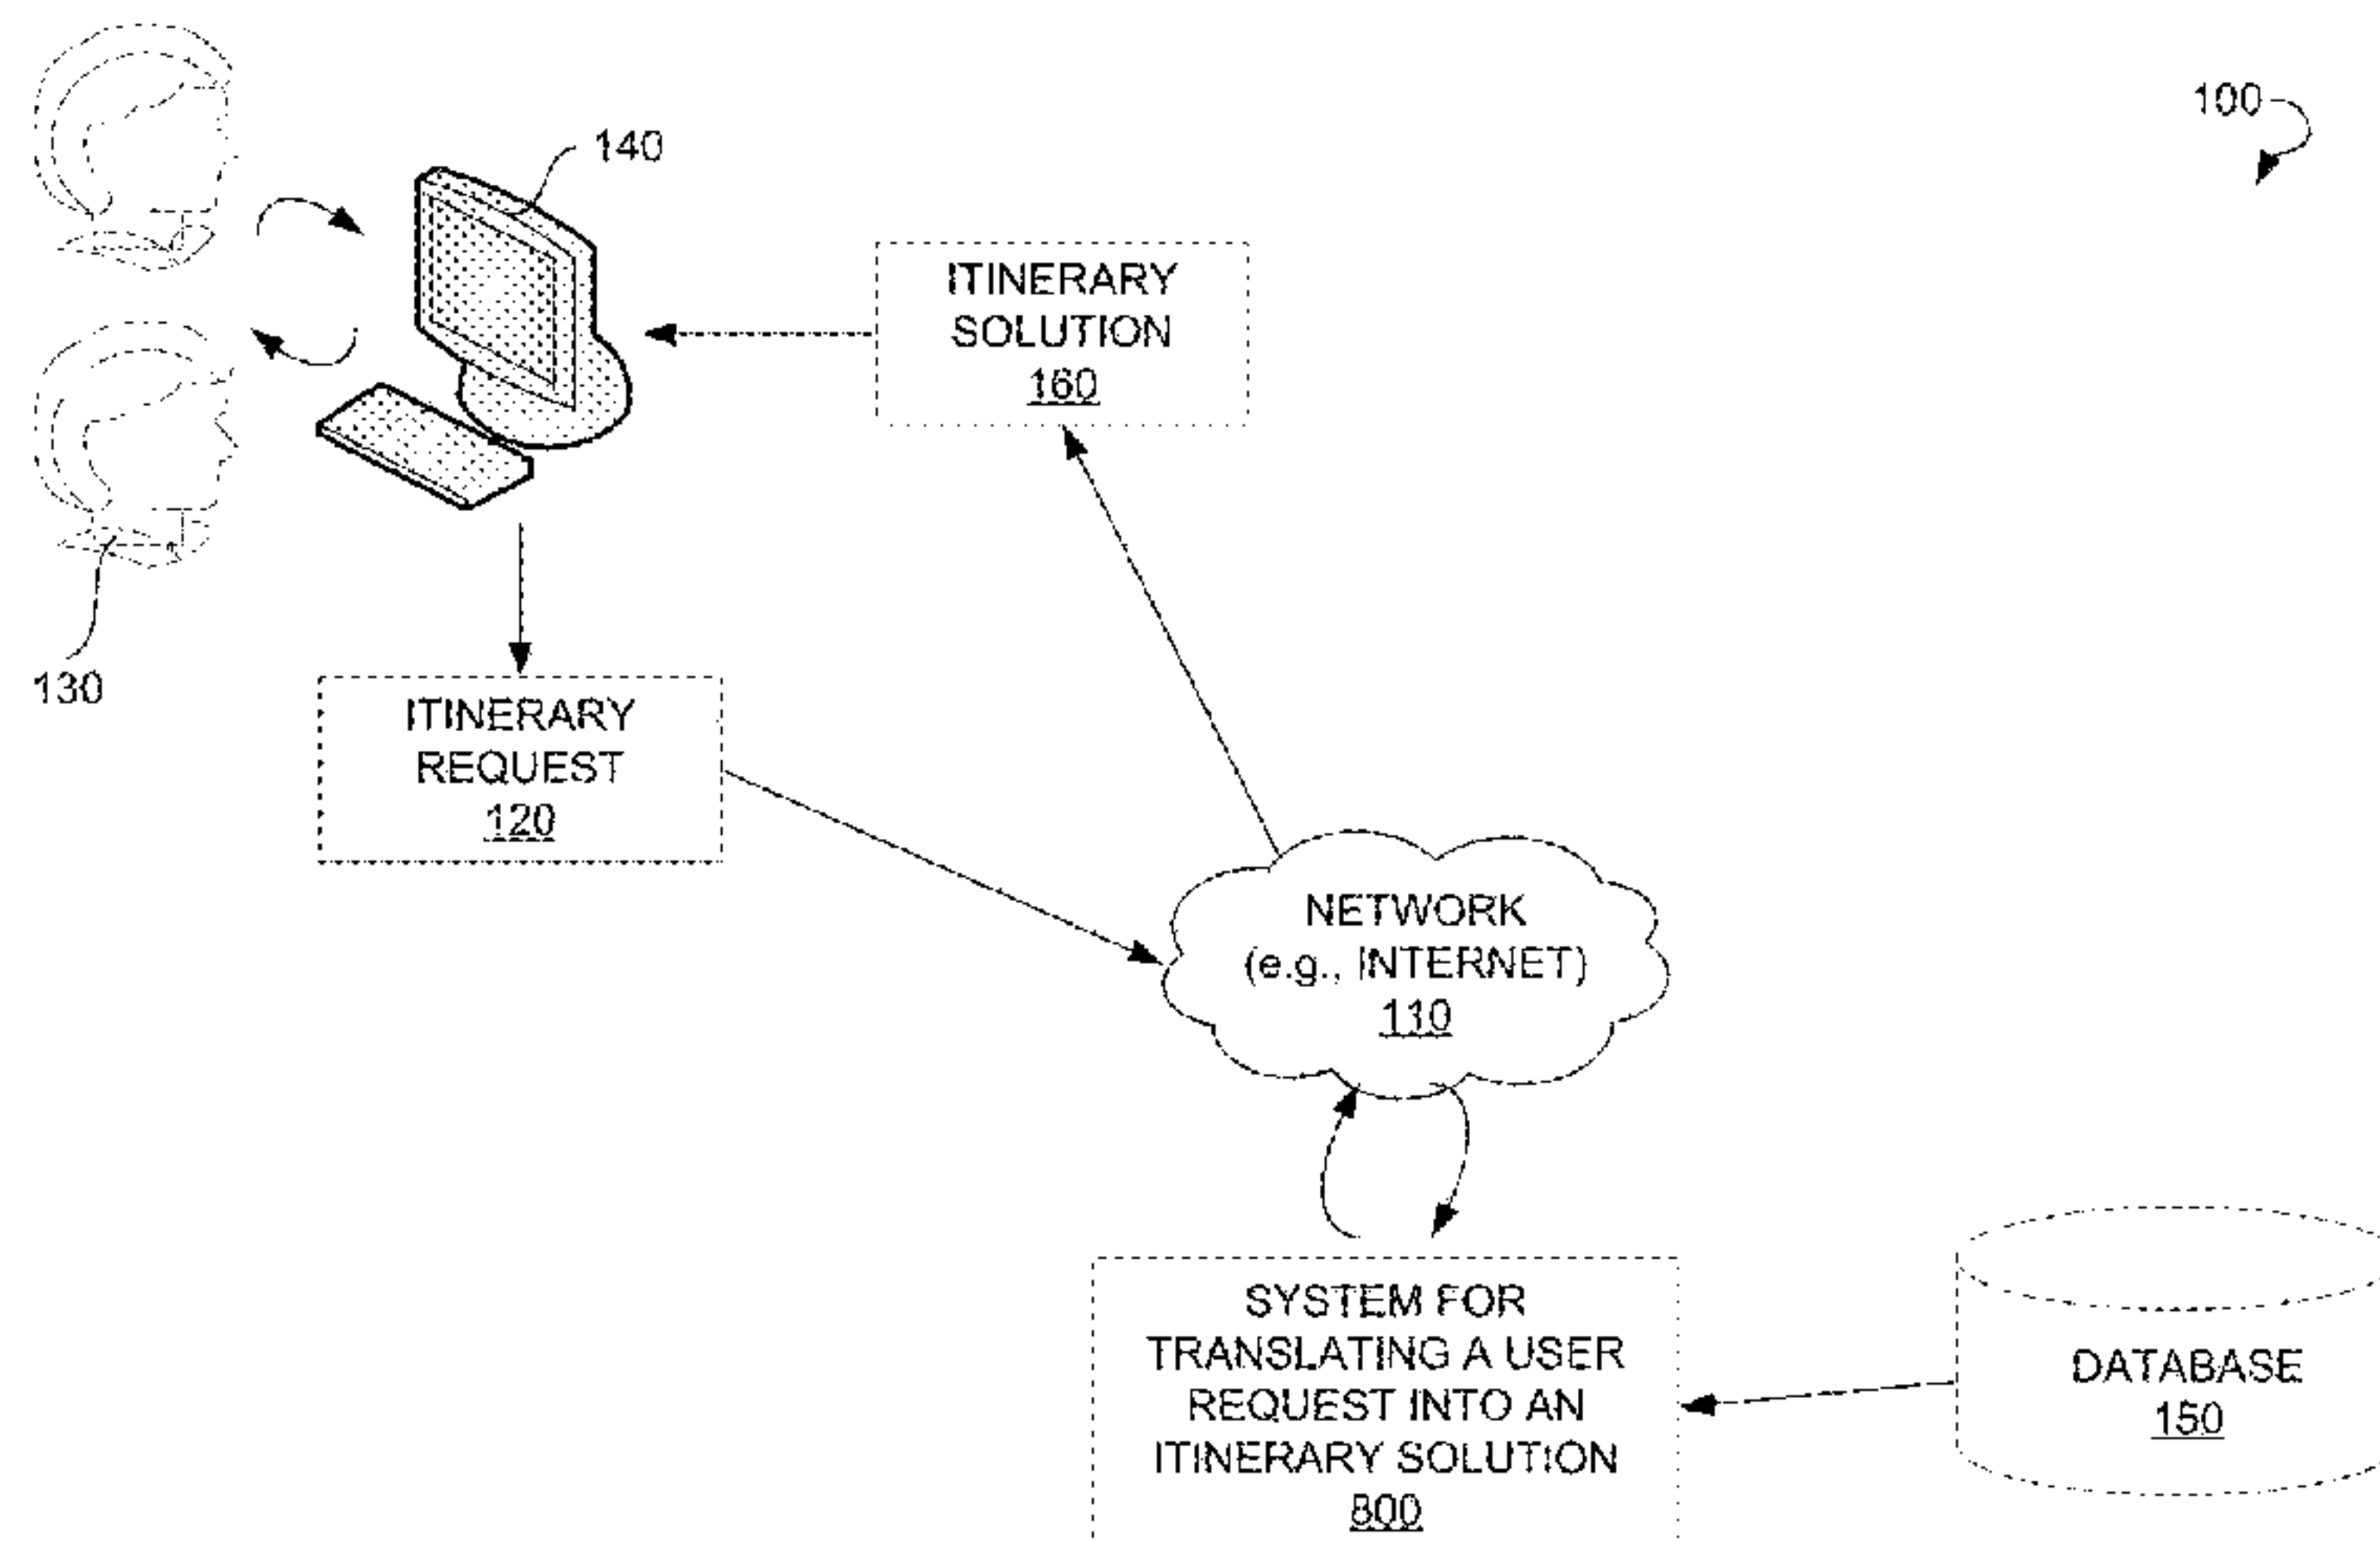 100
140
ITINERARY
SOLUTION
160
130
ITINERARY
REQUEST
120
NETWORK
(e.g., INTERNET)
110
SYSTEM FOR
TRANSLATING A USER
REQUEST INTO AN
ITINERARY SOLUTION
800
DATABASE
150